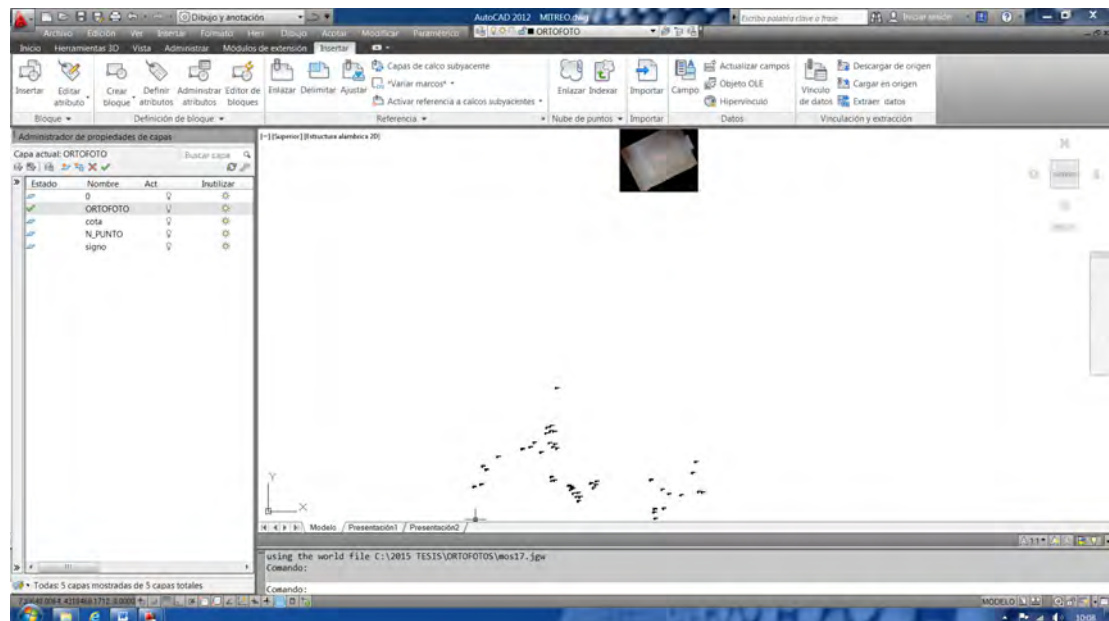 Dibujo y anotación
AutoCAD 2012 MITREO.dwg
Escriba palabra clave o frase
Iniciar sesión
Archivo Edición Ver Insertar Formato Herr Dibujo Acotar Modificar Paramétrico
ORTOFOTO
Inicio Herramientas 3D Vista Administrar Módulos de extensión Insertar
Insertar
Editar atributo
Crear bloque
Definir atributos
Administrar atributos
Editor de bloques
Enlazar Delimitar Ajustar
Capas de calco subyacente
*Variar marcos*
Activar referencia a calcos subyacentes
Enlazar Indexar
Importar
Campo
Actualizar campos
Objeto OLE
Hipervínculo
Vínculo de datos
Descargar de origen
Cargar en origen
Extraer datos
Bloque Definición de bloque Referencia Nube de puntos Importar Datos Vinculación y extracción
Administrador de propiedades de capas
Capa actual: ORTOFOTO
Buscar capa
Estado Nombre Act Inutilizar
0
ORTOFOTO
cota
N_PUNTO
signo
[−] [Superior] [Estructura alámbrica 2D]
Y
X
Modelo Presentación1 Presentación2
using the world file C:\2015 TESIS\ORTOFOTOS\mos17.jgw
Comando:
Comando:
Todas: 5 capas mostradas de 5 capas totales
MODELO
10:08